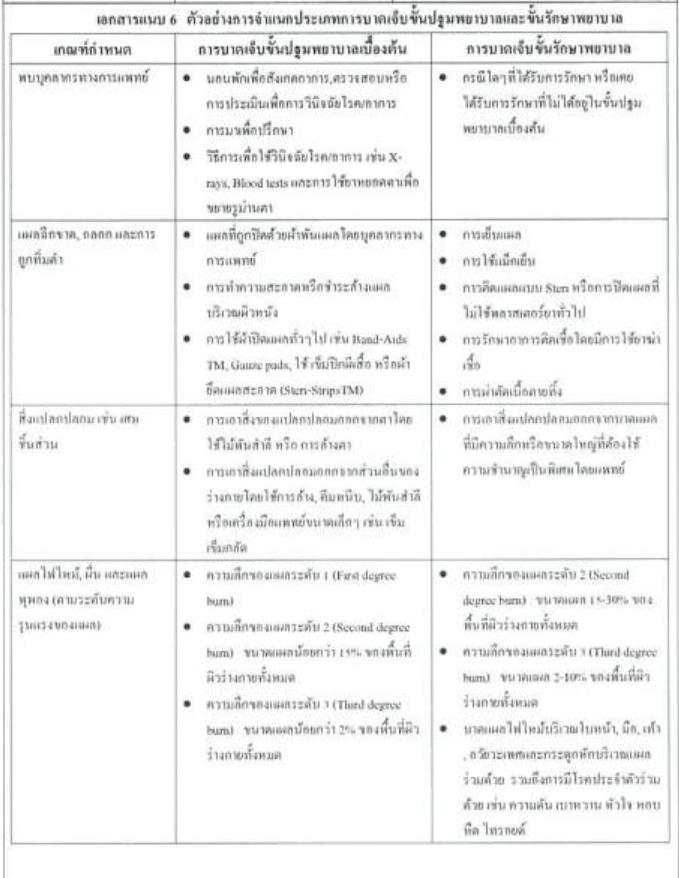 เอกสารแนบ 6 ตัวอย่างการจำแนกประเภทการบาดเจ็บขั้นปฐมพยาบาลและขั้นรักษาพยาบาล
เกณฑ์กำหนด
การบาดเจ็บขั้นปฐมพยาบาลเบื้องต้น
การบาดเจ็บขั้นรักษาพยาบาล
พบบุคลากรทางการแพทย์
● นอนพักเพื่อสังเกตอาการ,ตรวจสอบหรือ
การประเมินเพื่อการวินิจฉัยโรค/อาการ
● การมาเพื่อปรึกษา
● วิธีการเพื่อใช้วินิจฉัยโรค/อาการ เช่น X-
rays, Blood tests และการใช้ยาหยอดตาเพื่อ
ขยายรูม่านตา
● กรณีใดๆที่ได้รับการรักษา หรือเคย
ได้รับการรักษาที่ไม่ได้อยู่ในขั้นปฐม
พยาบาลเบื้องต้น
แผลฉีกขาด, ถลอก และการ
ถูกทิ่มตำ
● แผลที่ถูกปิดด้วยผ้าพันแผลโดยบุคลากรทาง
การแพทย์
● การทำความสะอาดหรือชำระล้างแผล
บริเวณผิวหนัง
● การใช้ผ้าปิดแผลทั่วๆไป เช่น Band-Aids
TM, Gauze pads, ใช้ เข็มปีกผีเสื้อ หรือผ้า
ยึดแผลสะอาด (Steri-StripsTM)
● การเย็บแผล
● การใช้แม็กเย็บ
● การติดแผลแบบ Steri หรือการปิดแผลที่
ไม่ใช้พลาสเตอร์ยาทั่วไป
● การรักษาอาการติดเชื้อโดยมีการใช้ยาฆ่า
เชื้อ
● การผ่าตัดเนื้อตายทิ้ง
สิ่งแปลกปลอม เช่น เศษ
ชิ้นส่วน
● การเอาสิ่งของแปลกปลอมออกจากตาโดย
ใช้ไม้พันสำลี หรือ การล้างตา
● การเอาสิ่งแปลกปลอมออกจากส่วนอื่นของ
ร่างกายโดยใช้การล้าง, คีมหนีบ, ไม้พันสำลี
หรือเครื่องมือแพทย์ขนาดเล็กๆ เช่น เข็ม
เข็มกลัด
● การเอาสิ่งแปลกปลอมออกจากบาดแผล
ที่มีความลึกหรือขนาดใหญ่ที่ต้องใช้
ความชำนาญเป็นพิเศษโดยแพทย์
แผลไฟไหม้, ผื่น และแผล
พุพอง (ตามระดับความ
รุนแรงของแผล)
● ความลึกของแผลระดับ 1 (First degree
burn)
● ความลึกของแผลระดับ 2 (Second degree
burn) ขนาดแผลน้อยกว่า 15% ของพื้นที่
ผิวร่างกายทั้งหมด
● ความลึกของแผลระดับ 3 (Third degree
burn) ขนาดแผลน้อยกว่า 2% ของพื้นที่ผิว
ร่างกายทั้งหมด
● ความลึกของแผลระดับ 2 (Second
degree burn) ขนาดแผล 15-30% ของ
พื้นที่ผิวร่างกายทั้งหมด
● ความลึกของแผลระดับ 3 (Third degree
burn) ขนาดแผล 2-10% ของพื้นที่ผิว
ร่างกายทั้งหมด
● บาดแผลไฟไหม้บริเวณใบหน้า, มือ, เท้า
, อวัยวะเพศและกระดูกหักบริเวณแผล
ร่วมด้วย รวมถึงการมีโรคประจำตัวร่วม
ด้วย เช่น ความดัน เบาหวาน หัวใจ หอบ
หืด ไทรอยด์